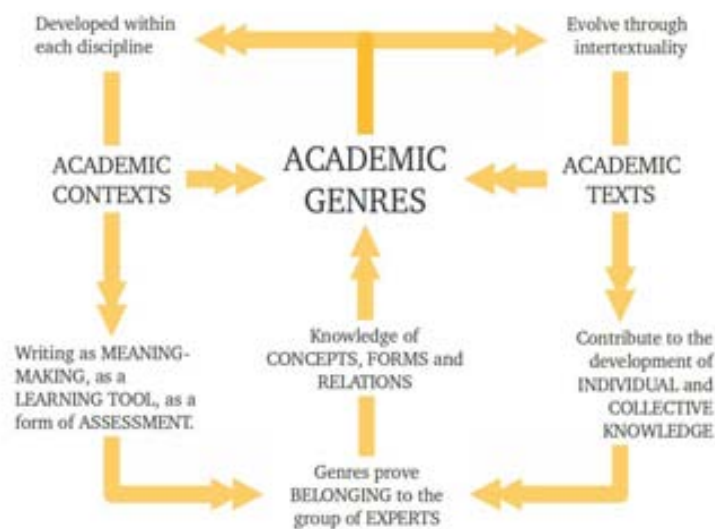 Developed within
each discipline
Evolve through
intertextuality
ACADEMIC
CONTEXTS
ACADEMIC
GENRES
ACADEMIC
TEXTS
Writing as MEANING-
MAKING, as a
LEARNING TOOL, as a
form of ASSESSMENT.
Knowledge of
CONCEPTS, FORMS and
RELATIONS
Contribute to the
development of
INDIVIDUAL and
COLLECTIVE
KNOWLEDGE
Genres prove
BELONGING to the
group of EXPERTS